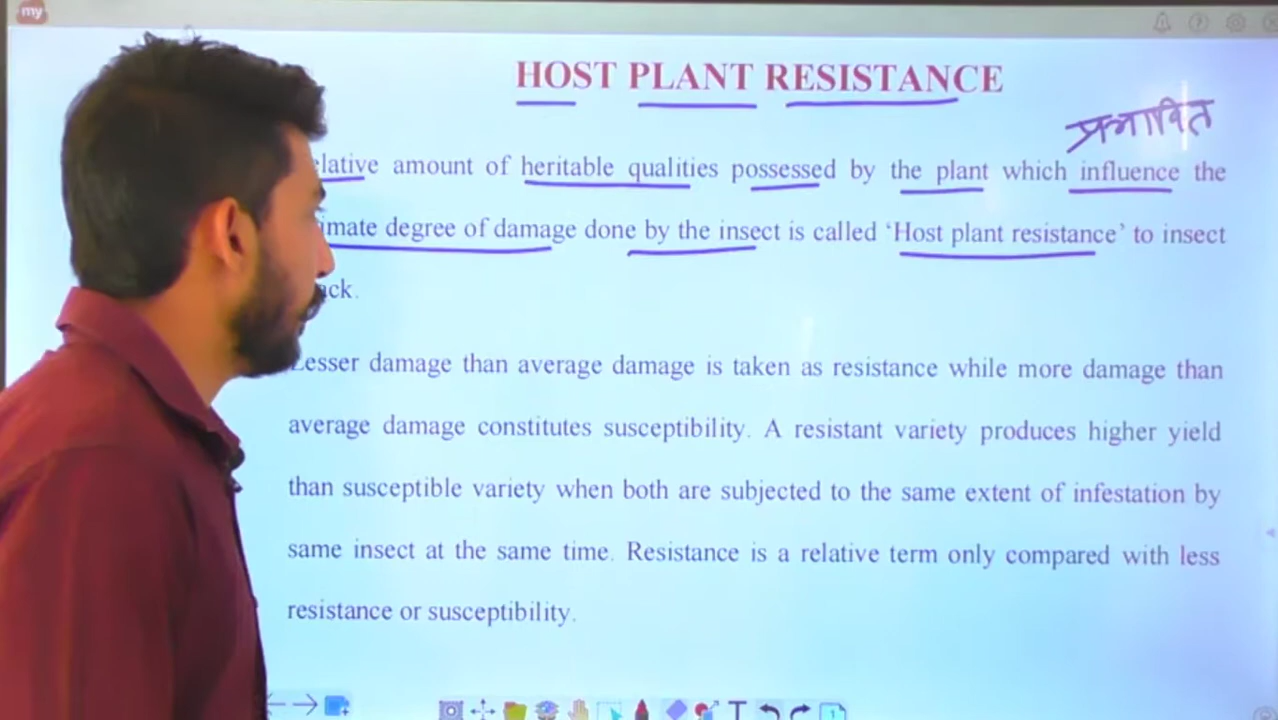 my
HOST PLANT RESISTANCE
प्रभावित
lative amount of heritable qualities possessed by the plant which influence the
imate degree of damage done by the insect is called ‘Host plant resistance’ to insect
ack.
Lesser damage than average damage is taken as resistance while more damage than
average damage constitutes susceptibility. A resistant variety produces higher yield
than susceptible variety when both are subjected to the same extent of infestation by
same insect at the same time. Resistance is a relative term only compared with less
resistance or susceptibility.
T
1